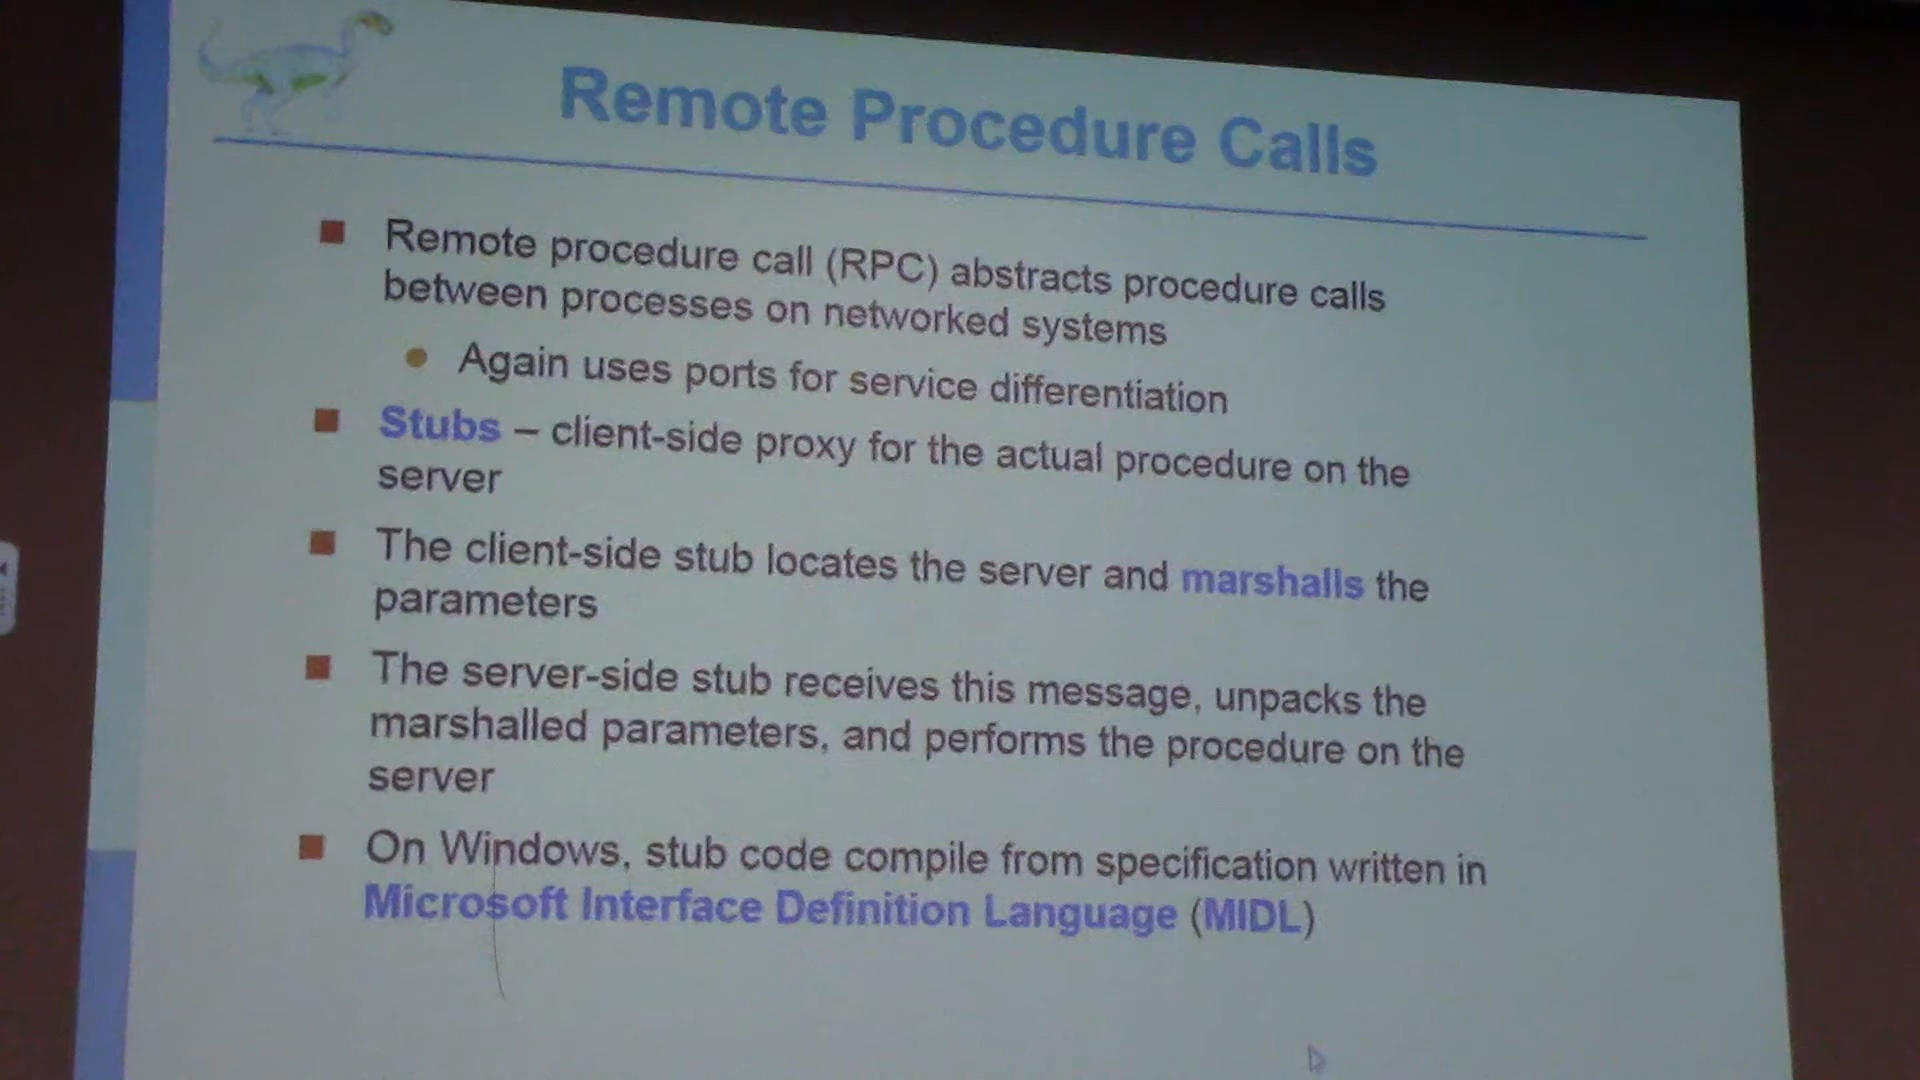 Remote Procedure Calls
Remote procedure call (RPC) abstracts procedure calls
between processes on networked systems
Again uses ports for service differentiation
Stubs – client-side proxy for the actual procedure on the
server
The client-side stub locates the server and marshalls the
parameters
The server-side stub receives this message, unpacks the
marshalled parameters, and performs the procedure on the
server
On Windows, stub code compile from specification written in
Microsoft Interface Definition Language (MIDL)